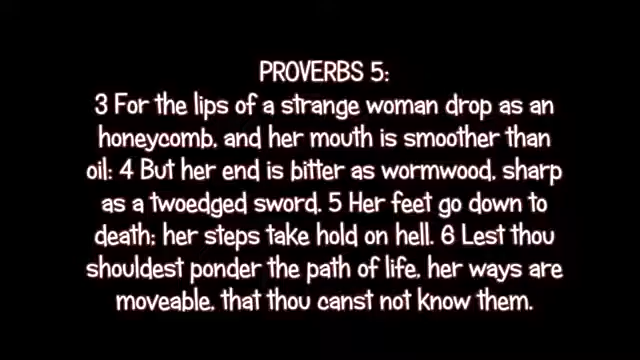 PROVERBS 5:
3 For the lips of a strange woman drop as an
honeycomb, and her mouth is smoother than
oil: 4 But her end is bitter as wormwood, sharp
as a twoedged sword. 5 Her feet go down to
death; her steps take hold on hell. 6 Lest thou
shouldest ponder the path of life, her ways are
moveable, that thou canst not know them.